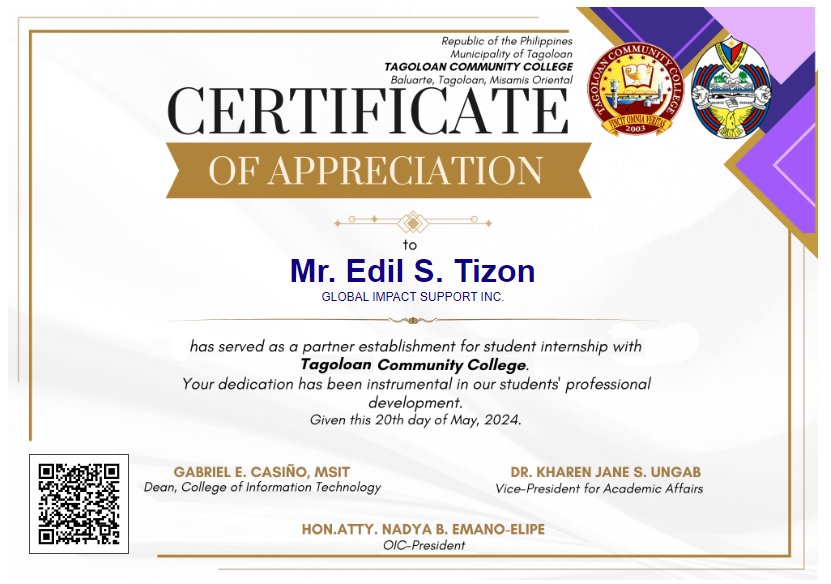 Republic of the Philippines
Municipality of Tagoloan
TAGOLOAN COMMUNITY COLLEGE
Baluarte, Tagoloan, Misamis Oriental
TAGOLOAN COMMUNITY COLLEGE
VINCIT OMNIA VERITAS
2003
CERTIFICATE
OF APPRECIATION
to
Mr. Edil S. Tizon
GLOBAL IMPACT SUPPORT INC.
has served as a partner establishment for student internship with
Tagoloan Community College.
Your dedication has been instrumental in our students' professional
development.
Given this 20th day of May, 2024.
GABRIEL E. CASIÑO, MSIT
Dean, College of Information Technology
DR. KHAREN JANE S. UNGAB
Vice-President for Academic Affairs
HON.ATTY. NADYA B. EMANO-ELIPE
OIC-President